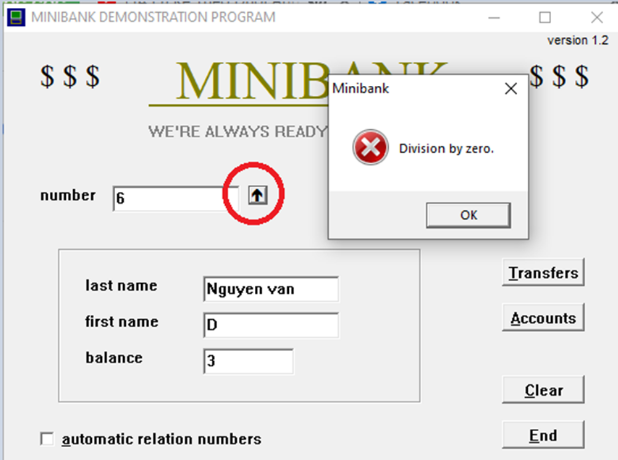 MINIBANK DEMONSTRATION PROGRAM
version 1.2
$ $ $
$ $ $
MINIBANK
WE'RE ALWAYS READY
Minibank
Division by zero.
OK
number
6
last name
Nguyen van
first name
D
balance
3
Transfers
Accounts
Clear
automatic relation numbers
End